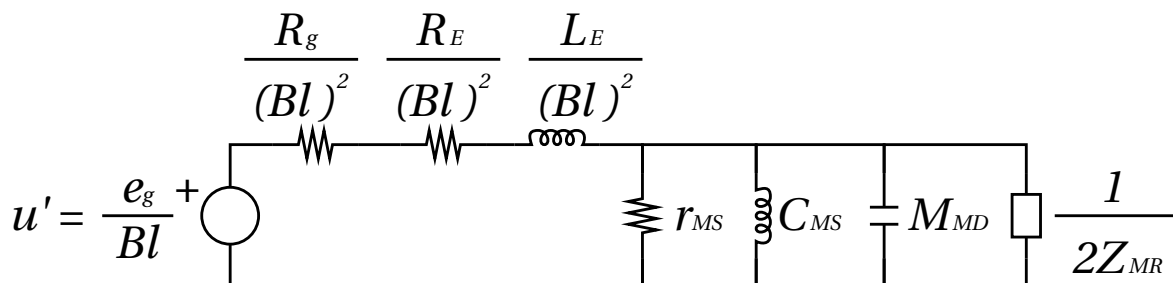 R_g/(Bl)² R_E/(Bl)² L_E/(Bl)²
u' = e_g/Bl + r_MS C_MS M_MD 1/2Z_MR